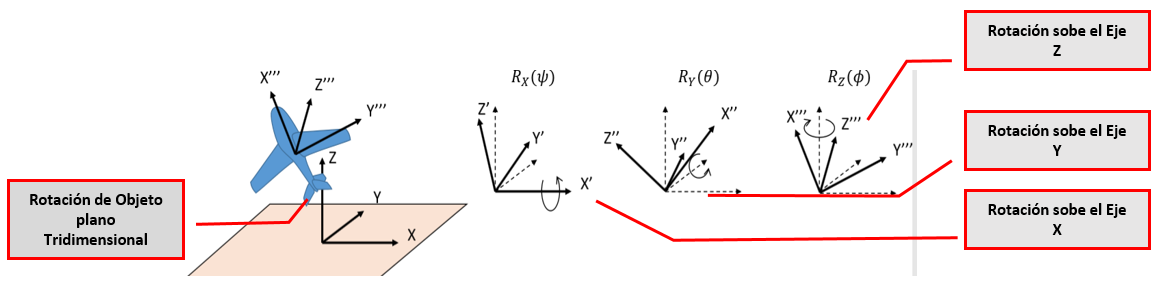 Rotación sobe el Eje
Z
R_X(ψ)
R_Y(θ)
R_Z(ϕ)
X'''
Z'''
Y'''
Z'
Y'
X'
Z''
Y''
X''
X'''
Z'''
Y'''
Rotación sobe el Eje
Y
Z
Y
X
Rotación de Objeto
plano
Tridimensional
Rotación sobe el Eje
X